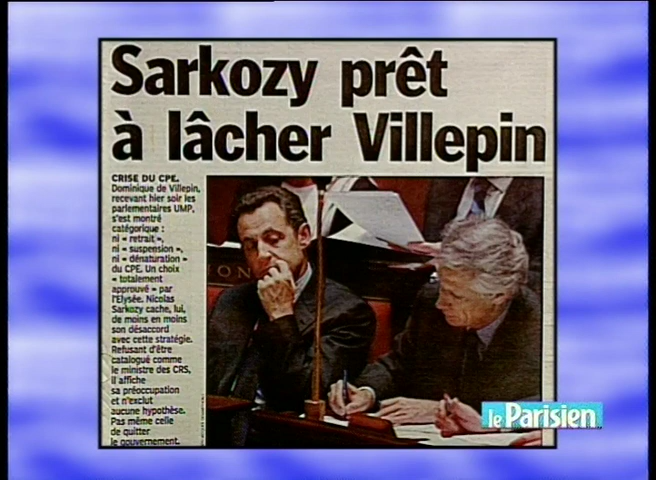 Sarkozy prêt
à lâcher Villepin
CRISE DU CPE.
Dominique de Villepin,
recevant hier soir les
parlementaires UMP,
s'est montré
catégorique :
ni « retrait »,
ni « suspension »,
ni « dénaturation »
du CPE. Un choix
« totalement
approuvé » par
l'Elysée. Nicolas
Sarkozy cache, lui,
de moins en moins
son désaccord
avec cette stratégie.
Refusant d'être
catalogué comme
le ministre des CRS,
il affiche
sa préoccupation
et n'exclut
aucune hypothèse.
Pas même celle
de quitter
le gouvernement.
ION
le Parisien